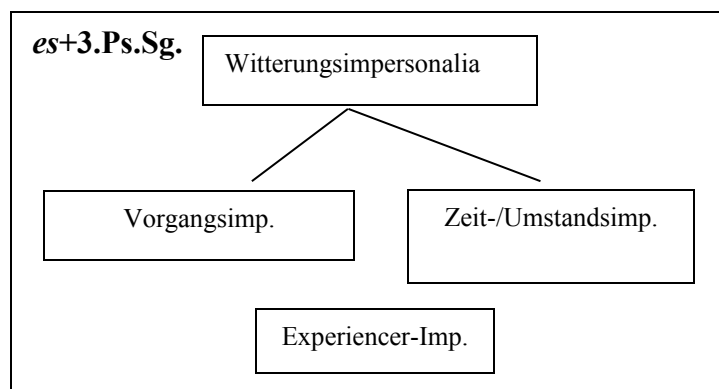 es+3.Ps.Sg.
Witterungsimpersonalia
Vorgangsimp.
Zeit-/Umstandsimp.
Experiencer-Imp.